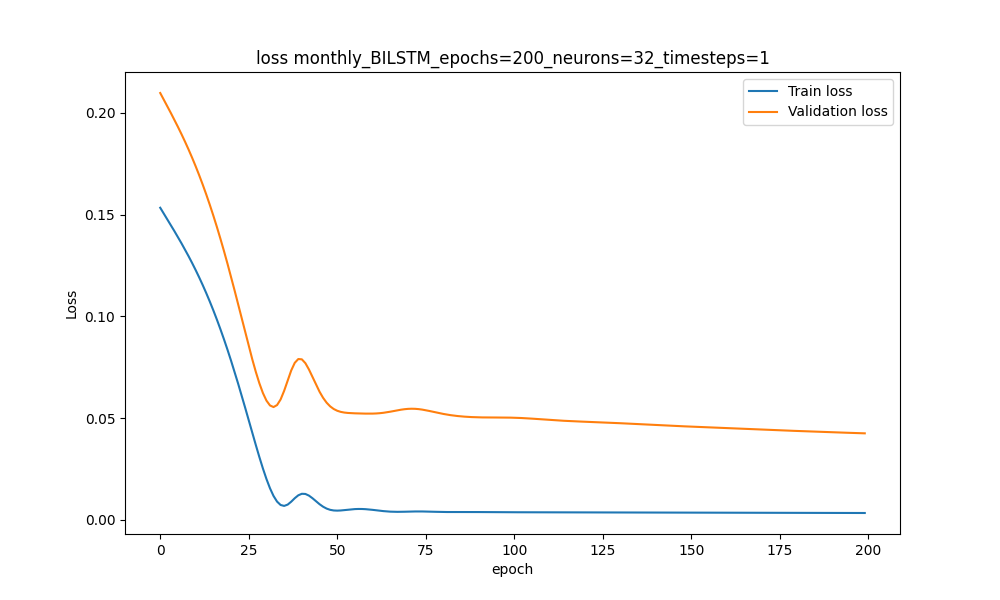 loss monthly_BILSTM_epochs=200_neurons=32_timesteps=1
Train loss
Validation loss
0.20
0.15
0.10
0.05
0.00
Loss
0 25 50 75 100 125 150 175 200
epoch